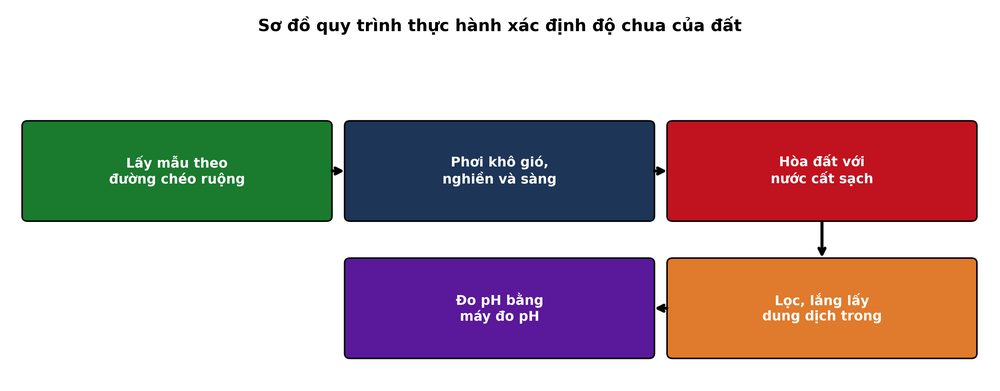 Sơ đồ quy trình thực hành xác định độ chua của đất
Lấy mẫu theo
đường chéo ruộng
Phơi khô gió,
nghiền và sàng
Hòa đất với
nước cất sạch
Lọc, lắng lấy
dung dịch trong
Đo pH bằng
máy đo pH